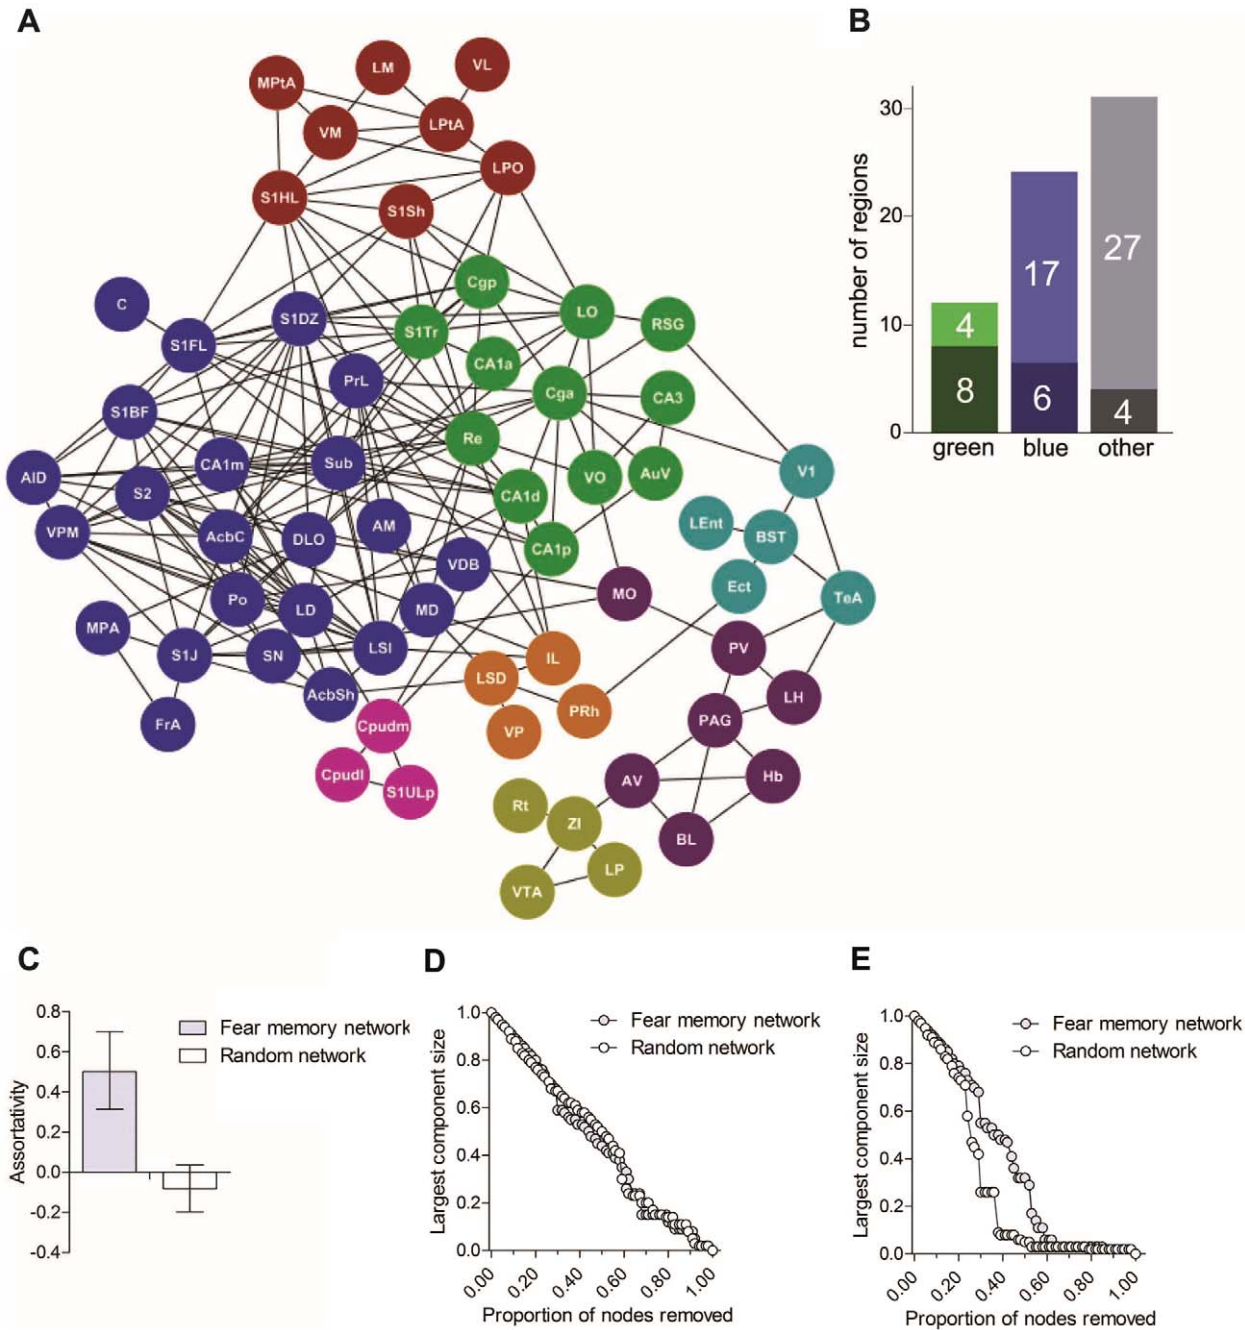 A
B
MPtA
LM
VL
VM
LPtA
LPO
S1HL
S1Sh
Cgp
C
S1DZ
LO
S1FL
S1Tr
RSG
CA1a
PrL
Cga
CA3
S1BF
Re
CA1m
Sub
V1
AID
S2
VO
AuV
CA1d
LEnt
VPM
AcbC
DLO
AM
BST
CA1p
VDB
Ect
TeA
Po
LD
MD
MO
MPA
S1J
SN
LSI
PV
IL
LSD
AcbSh
LH
FrA
Cpudm
VP
PRh
PAG
Cpudl
S1ULp
AV
Hb
Rt
ZI
BL
LP
VTA
number of regions
30
20
10
0
4
8
17
6
27
4
green
blue
other
C
Assortativity
0.8
0.6
0.4
0.2
0.0
-0.2
-0.4
Fear memory network
Random network
D
Largest component size
1.0
0.8
0.6
0.4
0.2
0.0
Fear memory network
Random network
0.00
0.20
0.40
0.60
0.80
1.00
Proportion of nodes removed
E
Largest component size
1.0
0.8
0.6
0.4
0.2
0.0
Fear memory network
Random network
0.00
0.20
0.40
0.60
0.80
1.00
Proportion of nodes removed